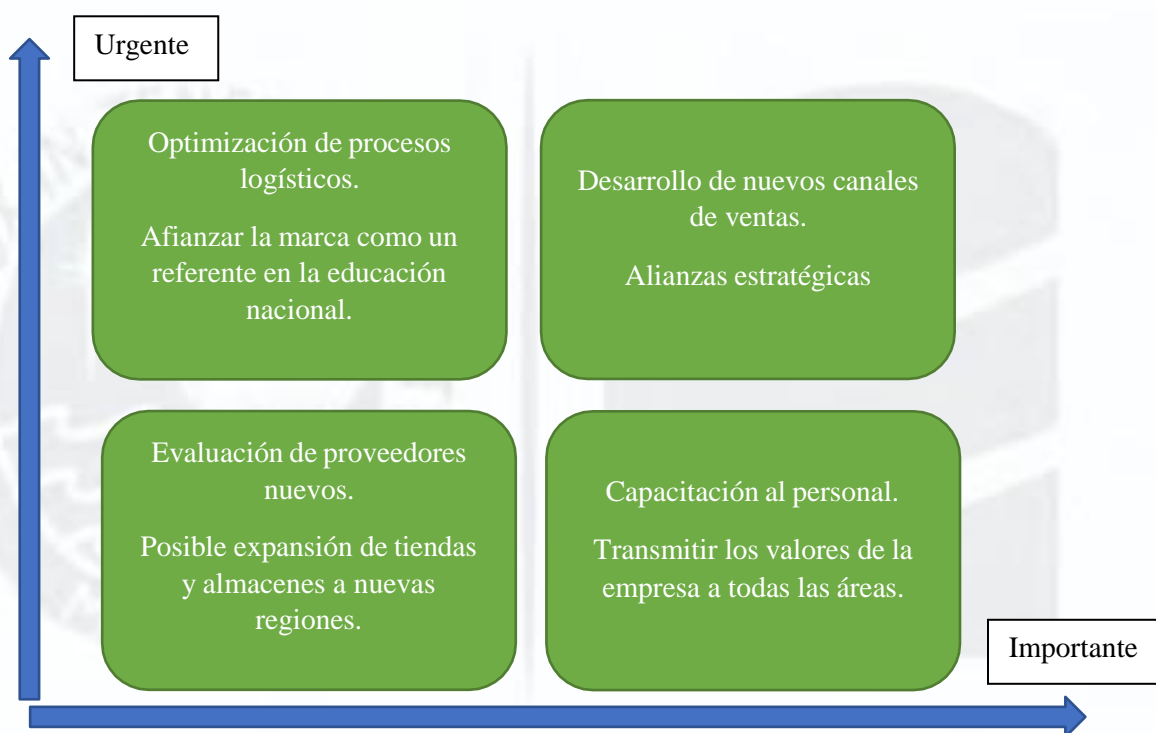 Urgente
Optimización de procesos
logísticos.
Afianzar la marca como un
referente en la educación
nacional.
Desarrollo de nuevos canales
de ventas.
Alianzas estratégicas
Evaluación de proveedores
nuevos.
Posible expansión de tiendas
y almacenes a nuevas
regiones.
Capacitación al personal.
Transmitir los valores de la
empresa a todas las áreas.
Importante